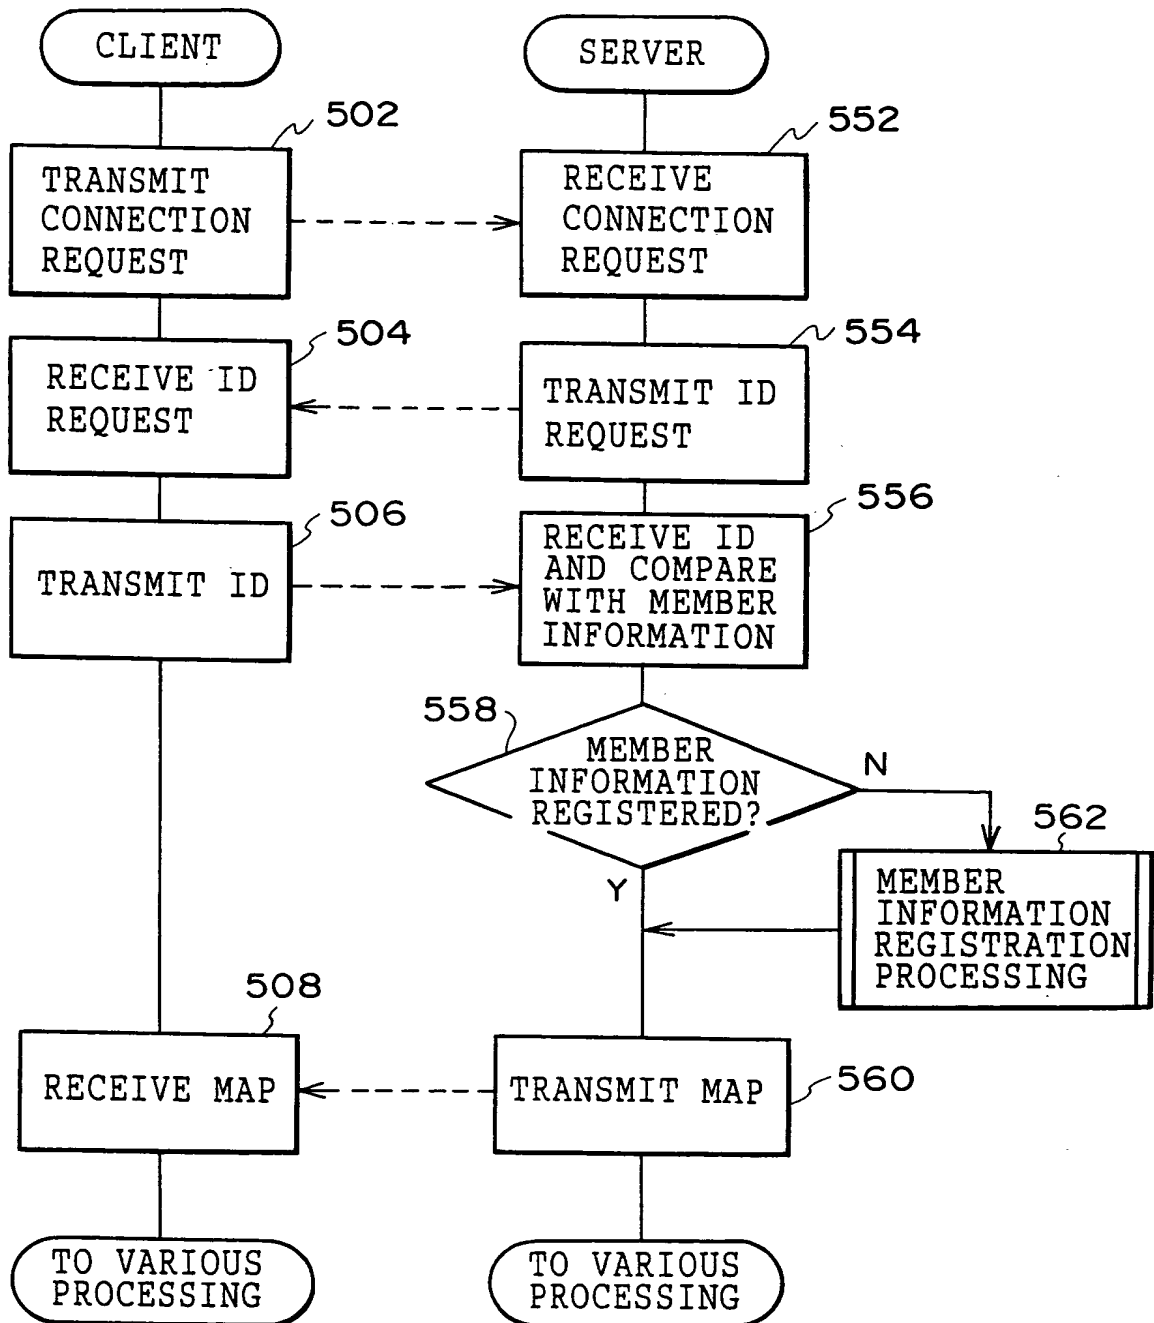 CLIENT
SERVER
502
552
TRANSMIT
CONNECTION
REQUEST
RECEIVE
CONNECTION
REQUEST
504
554
RECEIVE ID
REQUEST
TRANSMIT ID
REQUEST
506
556
TRANSMIT ID
RECEIVE ID
AND COMPARE
WITH MEMBER
INFORMATION
558
MEMBER
INFORMATION
REGISTERED?
N
Y
562
MEMBER
INFORMATION
REGISTRATION
PROCESSING
508
RECEIVE MAP
TRANSMIT MAP
560
TO VARIOUS
PROCESSING
TO VARIOUS
PROCESSING